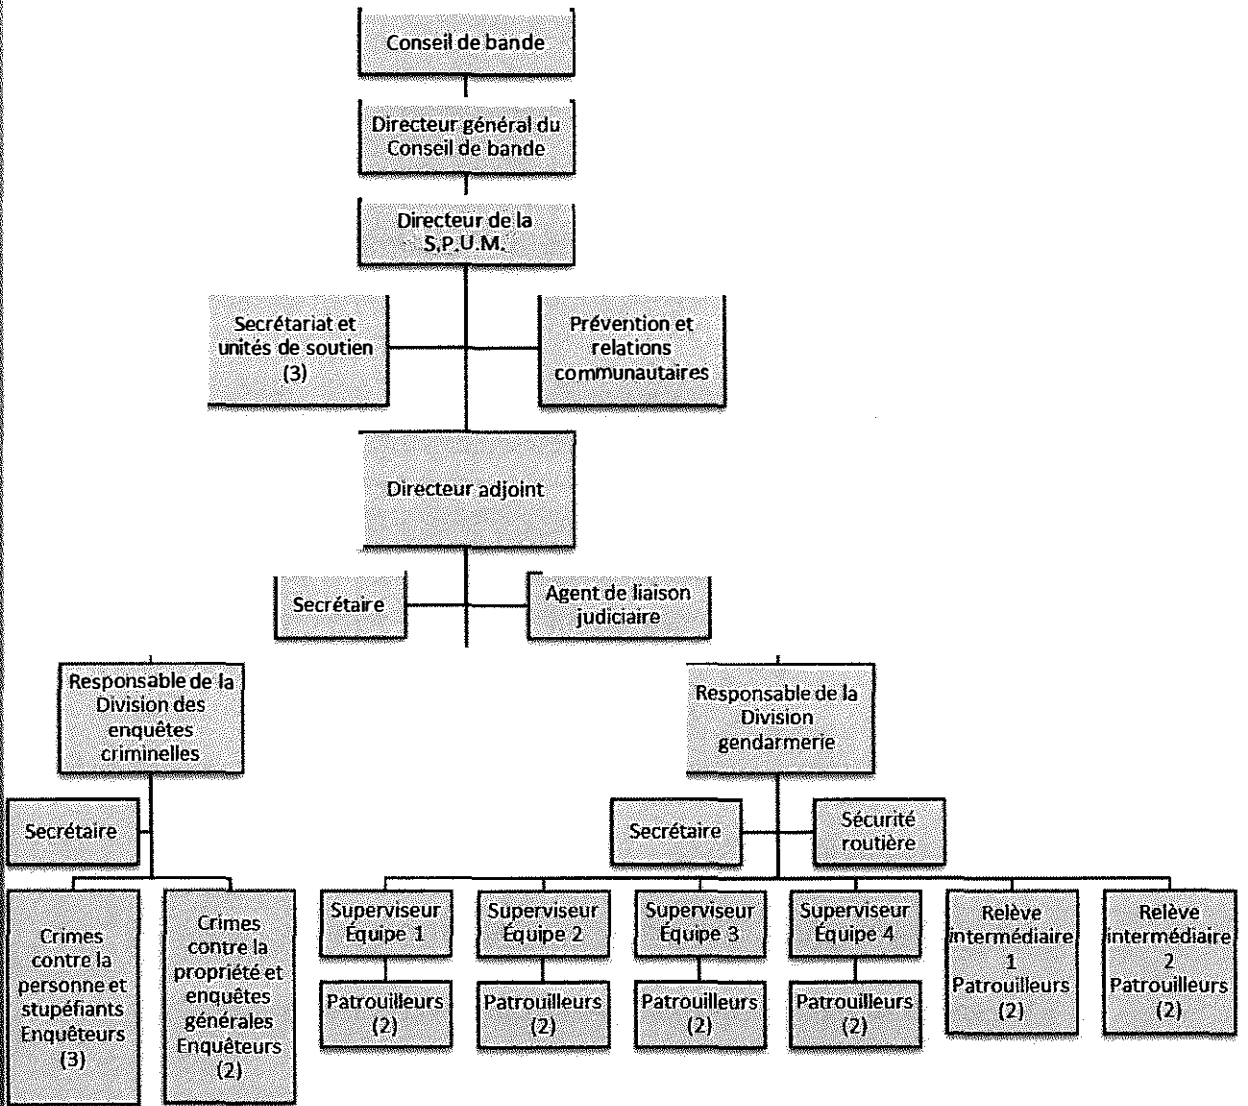 Conseil de bande
Directeur général du
Conseil de bande
Directeur de la
S.P.U.M.
Secrétariat et
unités de soutien
(3)
Prévention et
relations
communautaires
Directeur adjoint
Secrétaire
Agent de liaison
judiciaire
Responsable de la
Division des
enquêtes
criminelles
Responsable de la
Division
gendarmerie
Secrétaire
Secrétaire
Sécurité
routière
Crimes
contre la
personne et
stupéfiants
Enquêteurs
(3)
Crimes
contre la
propriété et
enquêtes
générales
Enquêteurs
(2)
Superviseur
Équipe 1
Superviseur
Équipe 2
Superviseur
Équipe 3
Superviseur
Équipe 4
Relève
intermédiaire
1
Patrouilleurs
(2)
Relève
intermédiaire
2
Patrouilleurs
(2)
Patrouilleurs
(2)
Patrouilleurs
(2)
Patrouilleurs
(2)
Patrouilleurs
(2)